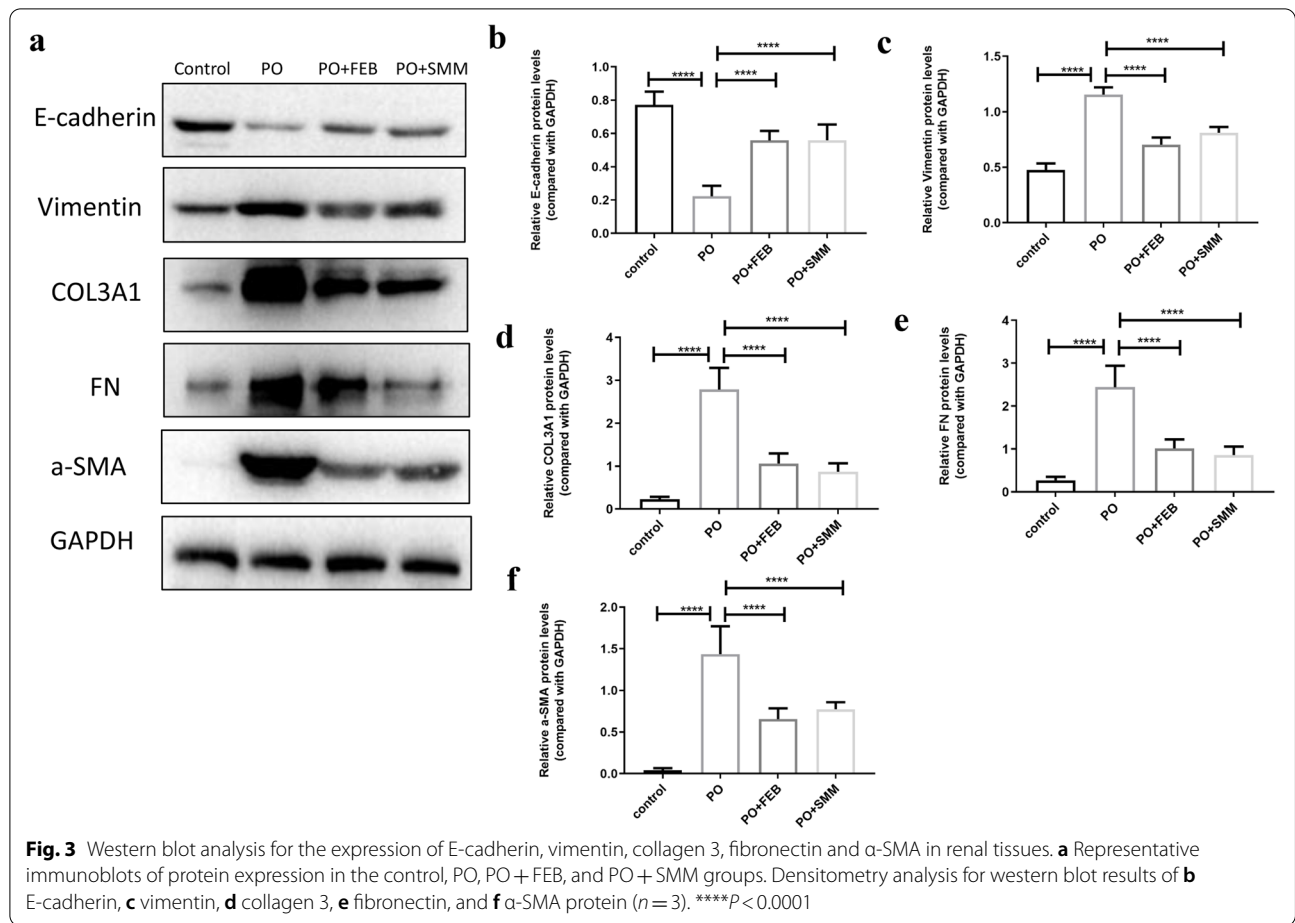 a
Control PO PO+FEB PO+SMM
E-cadherin
Vimentin
COL3A1
FN
a-SMA
GAPDH
b
Relative E-cadherin protein levels
(compared with GAPDH)
1.0
0.8
0.6
0.4
0.2
0.0
****
****
****
control
PO
PO+FEB
PO+SMM
c
Relative Vimentin protein levels
(compared with GAPDH)
1.5
1.0
0.5
0.0
****
****
****
control
PO
PO+FEB
PO+SMM
d
Relative COL3A1 protein levels
(compared with GAPDH)
4
3
2
1
0
****
****
****
control
PO
PO+FEB
PO+SMM
e
Relative FN protein levels
(compared with GAPDH)
4
3
2
1
0
****
****
****
control
PO
PO+FEB
PO+SMM
f
Relative a-SMA protein levels
(compared with GAPDH)
2.0
1.5
1.0
0.5
0.0
****
****
****
control
PO
PO+FEB
PO+SMM
Fig. 3 Western blot analysis for the expression of E-cadherin, vimentin, collagen 3, fibronectin and α-SMA in renal tissues. a Representative
immunoblots of protein expression in the control, PO, PO + FEB, and PO + SMM groups. Densitometry analysis for western blot results of b
E-cadherin, c vimentin, d collagen 3, e fibronectin, and f α-SMA protein (n = 3). ****P < 0.0001